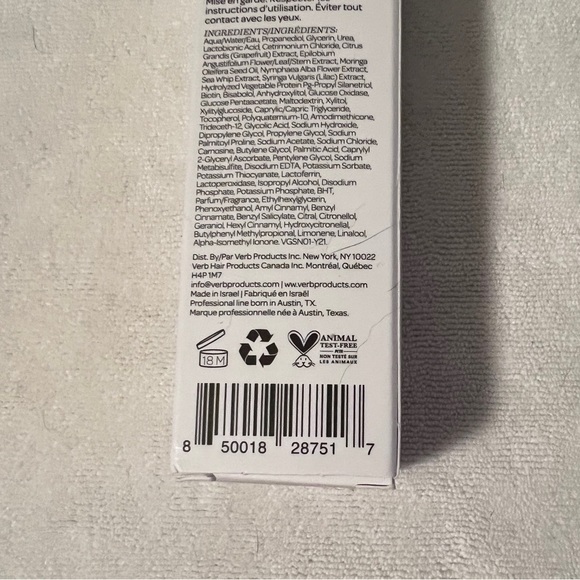 Mise en garde: Respecter les
instructions d'utilisation. Éviter tout
contact avec les yeux.
INGREDIENTS/INGRÉDIENTS:
Aqua/Water/Eau, Propanediol, Glycerin, Urea,
Lactobionic Acid, Cetrimonium Chloride, Citrus
Grandis (Grapefruit) Extract, Epilobium
Angustifolium Flower/Leaf/Stem Extract, Moringa
Oleifera Seed Oil, Nymphaea Alba Flower Extract,
Sea Whip Extract, Syringa Vulgaris (Lilac) Extract,
Hydrolyzed Vegetable Protein Pg-Propyl Silanetriol,
Biotin, Bisabolol, Anhydroxylitol, Glucose Oxidase,
Glucose Pentaacetate, Maltodextrin, Xylitol,
Xylitylglucoside, Caprylic/Capric Triglyceride,
Tocopherol, Polyquaternium-10, Amodimethicone,
Trideceth-12, Glycolic Acid, Sodium Hydroxide,
Dipropylene Glycol, Propylene Glycol, Sodium
Palmitoyl Proline, Sodium Acetate, Sodium Chloride,
Carnosine, Butylene Glycol, Palmitic Acid, Caprylyl
2-Glyceryl Ascorbate, Pentylene Glycol, Sodium
Metabisulfite, Disodium EDTA, Potassium Sorbate,
Potassium Thiocyanate, Lactoferrin,
Lactoperoxidase, Isopropyl Alcohol, Disodium
Phosphate, Potassium Phosphate, BHT,
Parfum/Fragrance, Ethylhexylglycerin,
Phenoxyethanol, Amyl Cinnamal, Benzyl
Cinnamate, Benzyl Salicylate, Citral, Citronellol,
Geraniol, Hexyl Cinnamal, Hydroxycitronellal,
Butylphenyl Methylpropional, Limonene, Linalool,
Alpha-Isomethyl Ionone. VGSN01-Y21.
Dist. By/Par Verb Products Inc. New York, NY 10022
Verb Hair Products Canada Inc. Montréal, Québec
H4P 1M7
info@verbproducts.com | ww.verbproducts.com
Made in Israel | Fabriqué en Israël
Professional line born in Austin, TX.
Marque professionnelle née à Austin, Texas.
18 M
ANIMAL
TEST-FREE
PETA
NON TESTÉ SUR
LES ANIMAUX
8 50018 28751 7